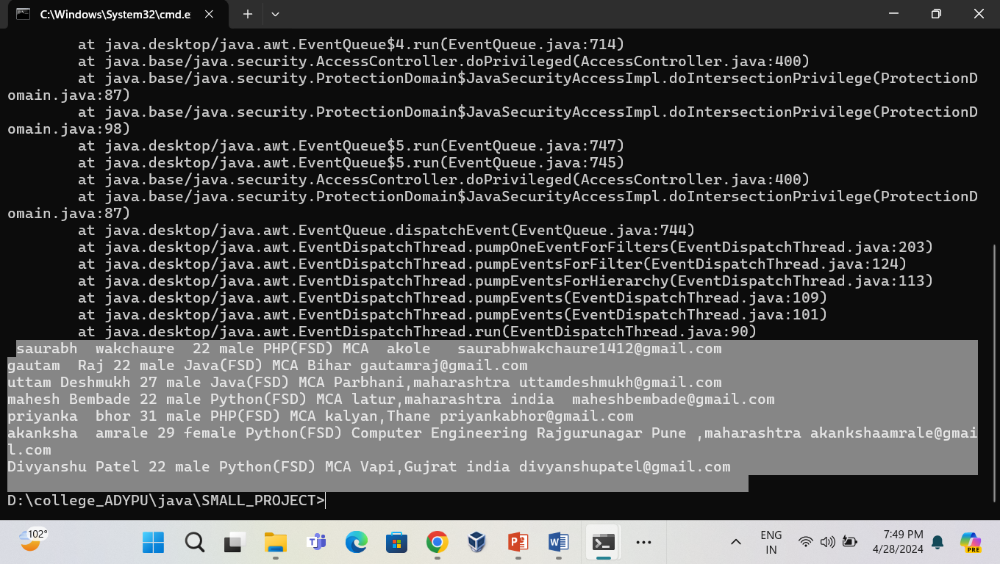 C:\Windows\System32\cmd.e
at java.desktop/java.awt.EventQueue$4.run(EventQueue.java:714)
at java.base/java.security.AccessController.doPrivileged(AccessController.java:400)
at java.base/java.security.ProtectionDomain$JavaSecurityAccessImpl.doIntersectionPrivilege(ProtectionD
omain.java:87)
at java.base/java.security.ProtectionDomain$JavaSecurityAccessImpl.doIntersectionPrivilege(ProtectionD
omain.java:98)
at java.desktop/java.awt.EventQueue$5.run(EventQueue.java:747)
at java.desktop/java.awt.EventQueue$5.run(EventQueue.java:745)
at java.base/java.security.AccessController.doPrivileged(AccessController.java:400)
at java.base/java.security.ProtectionDomain$JavaSecurityAccessImpl.doIntersectionPrivilege(ProtectionD
omain.java:87)
at java.desktop/java.awt.EventQueue.dispatchEvent(EventQueue.java:744)
at java.desktop/java.awt.EventDispatchThread.pumpOneEventForFilters(EventDispatchThread.java:203)
at java.desktop/java.awt.EventDispatchThread.pumpEventsForFilter(EventDispatchThread.java:124)
at java.desktop/java.awt.EventDispatchThread.pumpEventsForHierarchy(EventDispatchThread.java:113)
at java.desktop/java.awt.EventDispatchThread.pumpEvents(EventDispatchThread.java:109)
at java.desktop/java.awt.EventDispatchThread.pumpEvents(EventDispatchThread.java:101)
at java.desktop/java.awt.EventDispatchThread.run(EventDispatchThread.java:90)
saurabh  wakchaure  22 male PHP(FSD) MCA  akole   saurabhwakchaure1412@gmail.com
gautam  Raj 22 male Java(FSD) MCA Bihar gautamraj@gmail.com
uttam Deshmukh 27 male Java(FSD) MCA Parbhani,maharashtra uttamdeshmukh@gmail.com
mahesh Bembade 22 male Python(FSD) MCA latur,maharashtra india  maheshbembade@gmail.com
priyanka  bhor 31 male PHP(FSD) MCA kalyan,Thane priyankabhor@gmail.com
akanksha  amrale 29 female Python(FSD) Computer Engineering Rajgurunagar Pune ,maharashtra akankshaamrale@gmai
l.com
Divyanshu Patel 22 male Python(FSD) MCA Vapi,Gujrat india divyanshupatel@gmail.com
D:\college_ADYPU\java\SMALL_PROJECT>
102°
ENG
IN
7:49 PM
4/28/2024
PRE